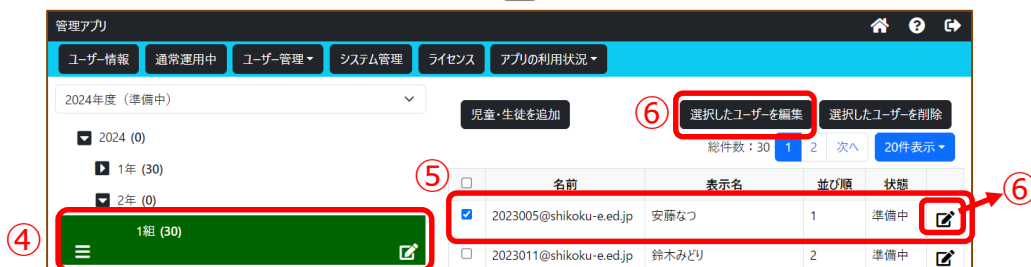 管理アプリ
ユーザー情報 通常運用中 ユーザー管理 システム管理 ライセンス アプリの利用状況
2024年度（準備中）
児童・生徒を追加 ⑥ 選択したユーザーを編集 選択したユーザーを削除
2024 (0)
総件数：30 1 2 次へ 20件表示
1年 (30)
⑤ 名前 表示名 並び順 状態
2年 (0)
⑥
2023005@shikoku-e.ed.jp 安藤なつ 1 準備中
④ 1組 (30)
2023011@shikoku-e.ed.jp 鈴木みどり 2 準備中